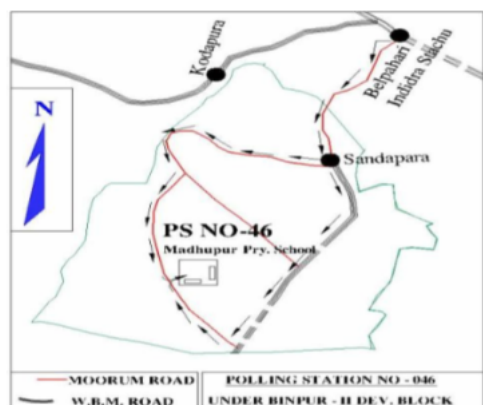 Kodapura
Belpahari
Indidra Stachu
N
Sandapara
PS NO-46
Madhupur Pry. School
MOORUM ROAD
W.B.M. ROAD
POLLING STATION NO - 046
UNDER BINPUR - II DEV. BLOCK